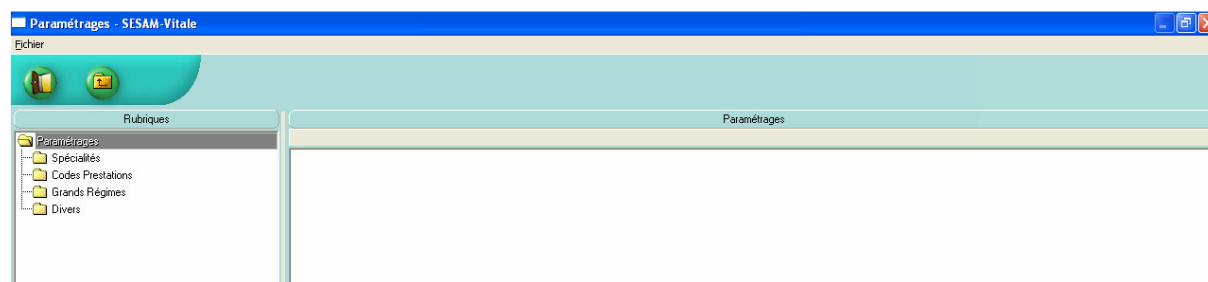 Paramétrages - SESAM-Vitale
Fichier
Rubriques
Paramétrages
Paramétrages
Spécialités
Codes Prestations
Grands Régimes
Divers